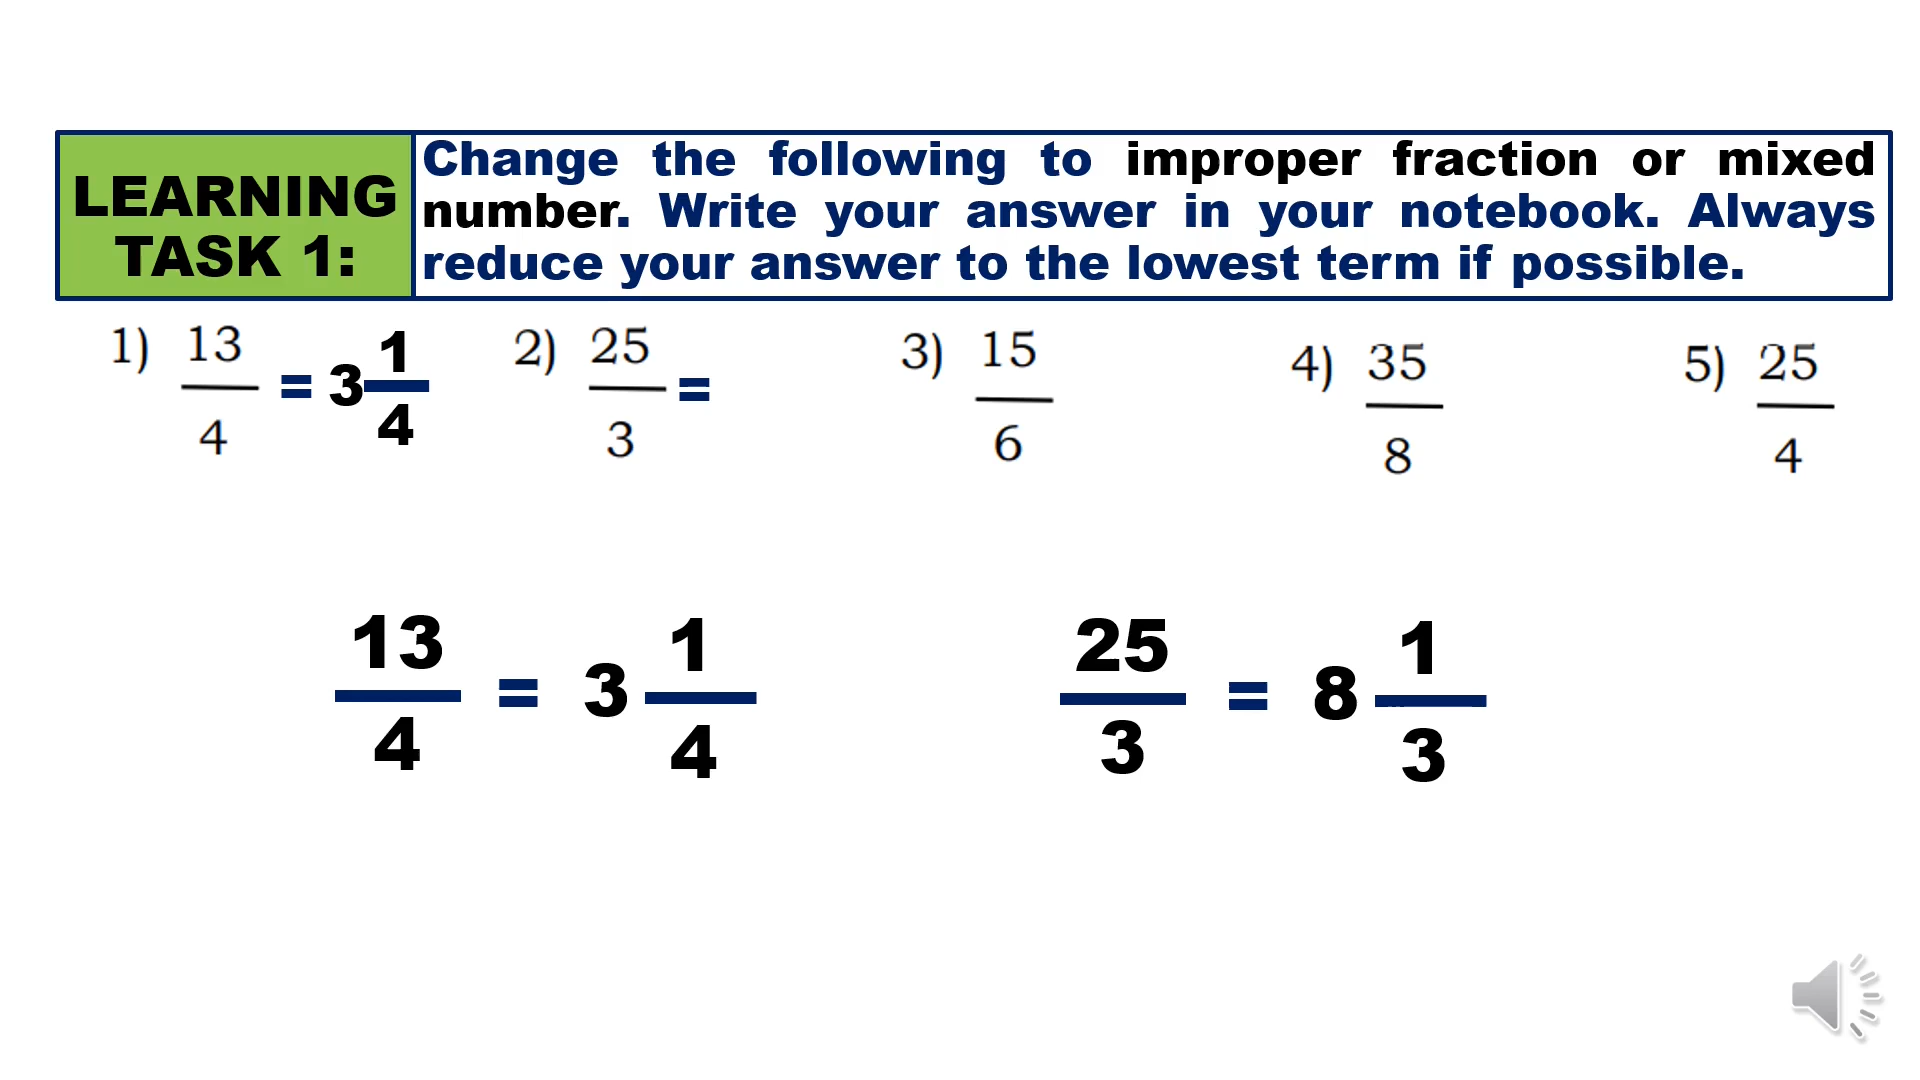 LEARNING
TASK 1:
Change the following to improper fraction or mixed
number. Write your answer in your notebook. Always
reduce your answer to the lowest term if possible.
1) 13/4 = 3 1/4
2) 25/3 =
3) 15/6
4) 35/8
5) 25/4
13/4 = 3 1/4
25/3 = 8 1/3